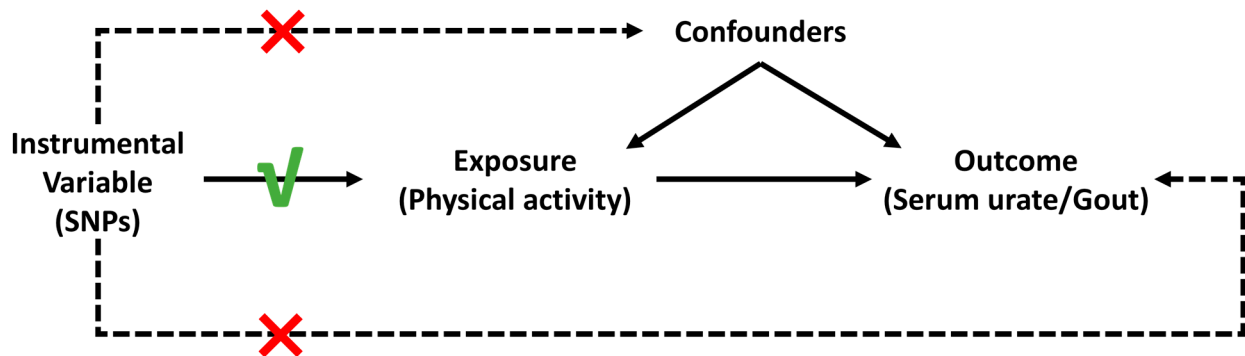 Confounders
Instrumental
Variable
(SNPs)
Exposure
(Physical activity)
Outcome
(Serum urate/Gout)